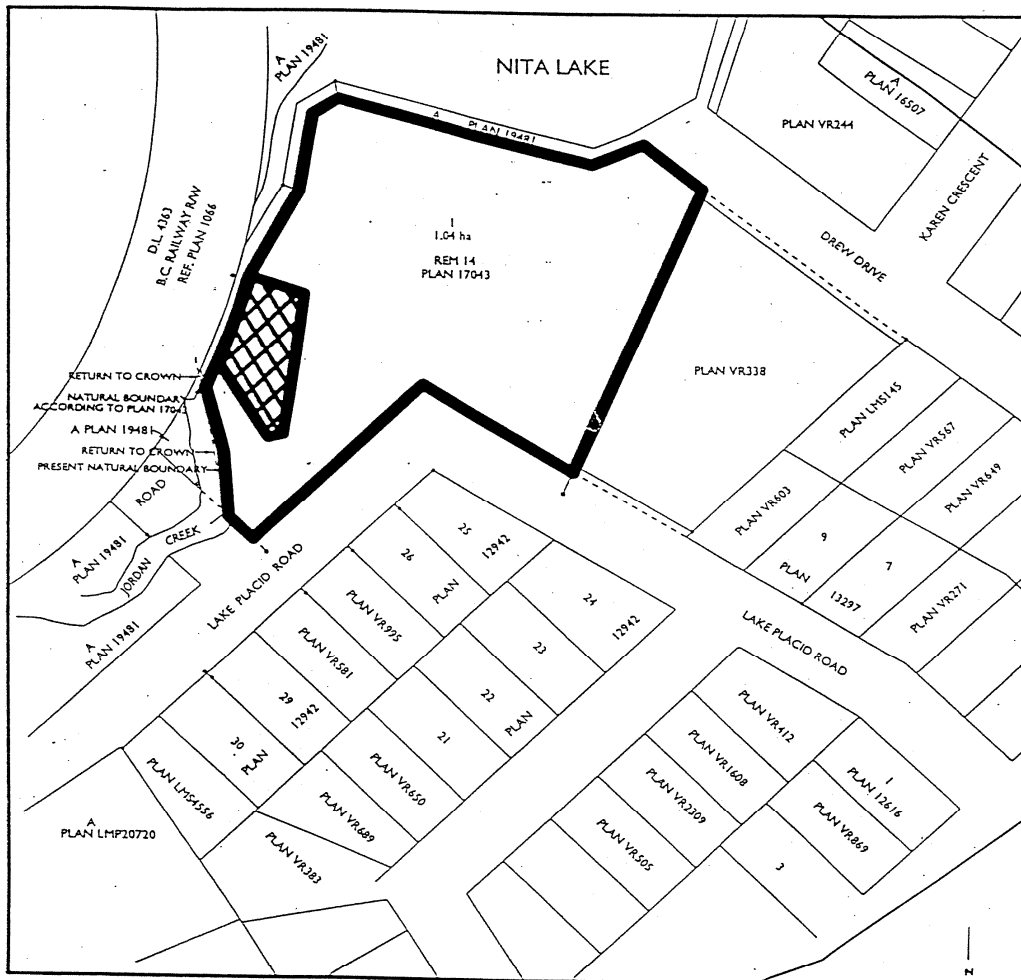 NITA LAKE
A
PLAN 19481
A PLAN 19481
A
PLAN 16507
PLAN VR244
KAREN CRESCENT
DREW DRIVE
D.L. 4363
B.C. RAILWAY R/W
REF. PLAN 1066
1
1.04 ha
REM 14
PLAN 17043
PLAN VR338
RETURN TO CROWN
NATURAL BOUNDARY
ACCORDING TO PLAN 17043
A PLAN 19481
RETURN TO CROWN
PRESENT NATURAL BOUNDARY
ROAD
JORDAN CREEK
A
PLAN 19481
A
PLAN 19481
LAKE PLACID ROAD
PLAN LMS145
PLAN VR567
PLAN VR649
PLAN VR603
9
7
PLAN 13297
PLAN VR271
LAKE PLACID ROAD
25
12942
26
PLAN
PLAN VR995
PLAN VR581
29
12942
30
PLAN
PLAN LMS4556
24
12942
23
22
PLAN
21
PLAN VR650
PLAN VR689
PLAN VR383
A
PLAN LMP20720
PLAN VR412
PLAN VR1608
PLAN VR2309
PLAN VR505
1
PLAN 12616
PLAN VR869
3
N